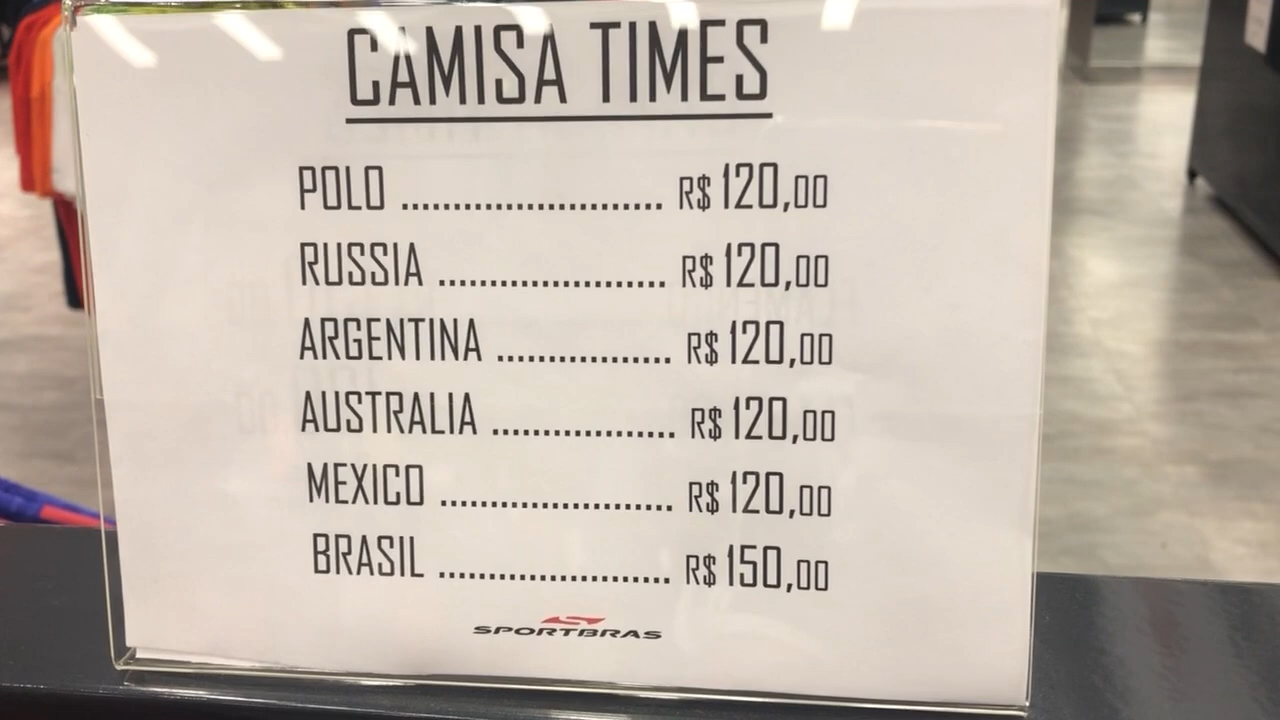 CAMISA TIMES
POLO ......................... R$ 120,00
RUSSIA ...................... R$ 120,00
ARGENTINA ................. R$ 120,00
AUSTRALIA .................. R$ 120,00
MEXICO ....................... R$ 120,00
BRASIL ....................... R$ 150,00
SPORTBRAS